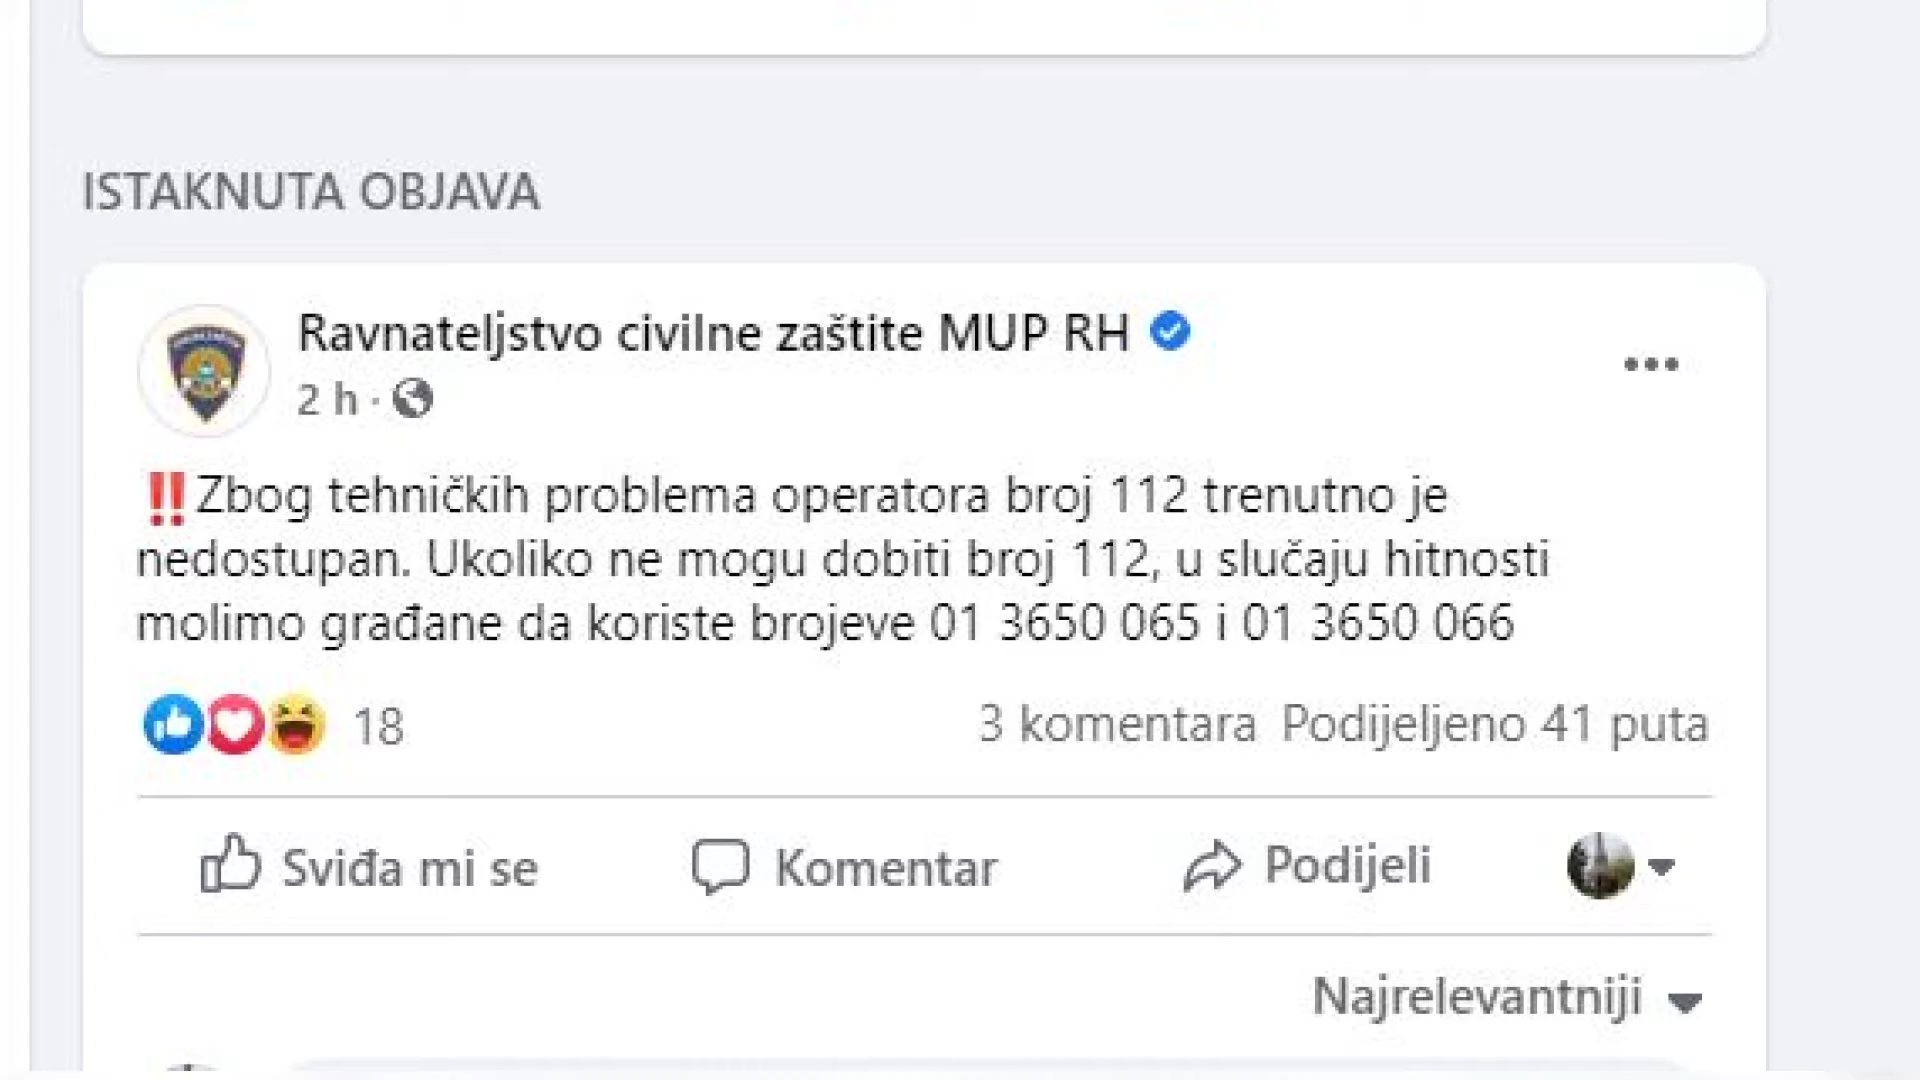 ISTAKNUTA OBJAVA
Ravnateljstvo civilne zaštite MUP RH
2 h ·
‼️Zbog tehničkih problema operatora broj 112 trenutno je
nedostupan. Ukoliko ne mogu dobiti broj 112, u slučaju hitnosti
molimo građane da koriste brojeve 01 3650 065 i 01 3650 066
18 3 komentara Podijeljeno 41 puta
Sviđa mi se Komentar Podijeli
Najrelevantniji